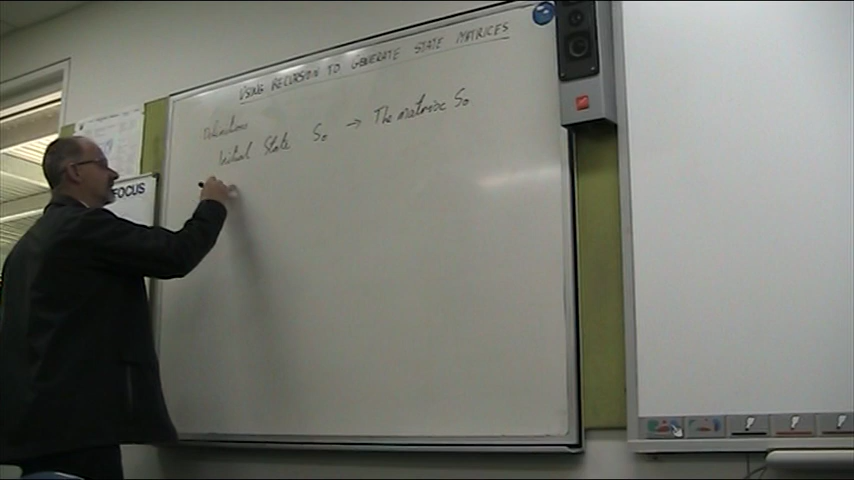 USING RECURSION TO GENERATE STATE MATRICES
Definitions
Initial State S₀ → The matrix S₀
FOCUS